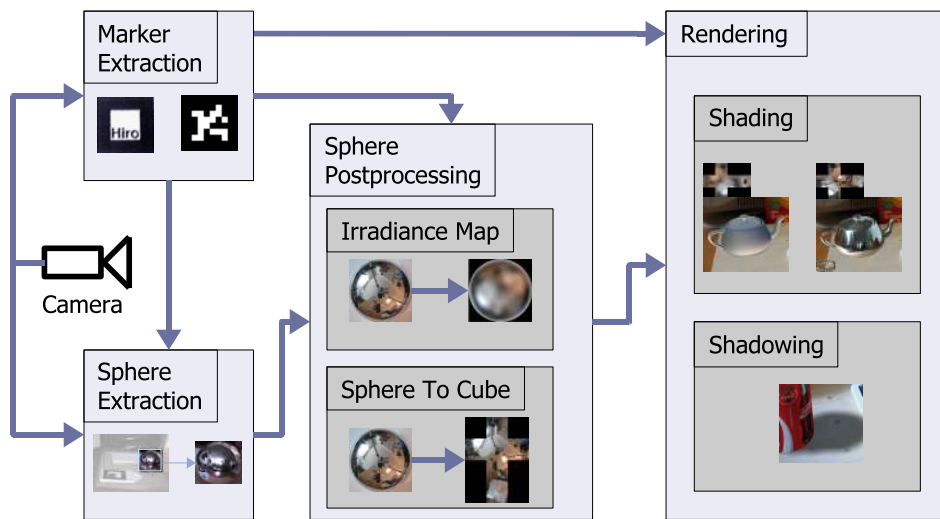 Marker
Extraction
Hiro
Camera
Sphere
Extraction
Sphere
Postprocessing
Irradiance Map
Sphere To Cube
Rendering
Shading
Shadowing